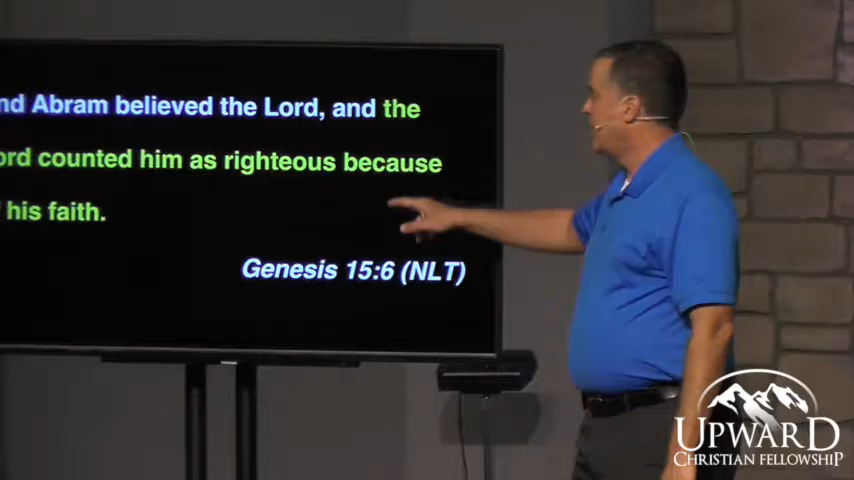 nd Abram believed the Lord, and the
ord counted him as righteous because
his faith.
Genesis 15:6 (NLT)
UPWARD
CHRISTIAN FELLOWSHIP